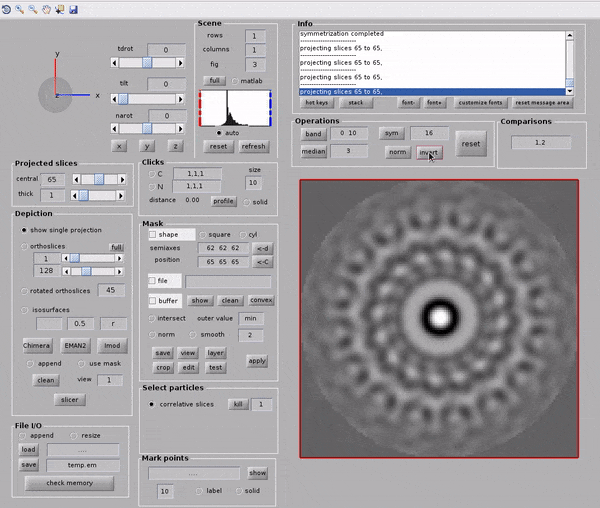 Scene
rows 1
columns 1
fig 3
full matlab
auto
reset refresh
y
z x
tdrot 0
tilt 0
narot 0
x y z
Info
symmetrization completed
------------------------
projecting slices 65 to 65,
------------------------
projecting slices 65 to 65,
------------------------
projecting slices 65 to 65,
------------------------
projecting slices 65 to 65,
hot keys stack font- font+ customize fonts reset message area
Operations
band 0 10 sym 16
median 3 norm invert
reset
Comparisons
1,2
Projected slices
central 65
thick 1
Clicks
C 1,1,1
N 1,1,1
size
10
distance 0.00 profile solid
Depiction
show single projection
orthoslices full
1
128
rotated orthoslices 45
isosurfaces
0.5 r
Chimera EMAN2 Imod
append use mask
clean view 1
slicer
Mask
shape square cyl
semiaxes 62 62 62 <-d
position 65 65 65 <-C
file
buffer show clean convex
intersect outer value min
norm smooth 2
save view layer
crop edit test
apply
Select particles
correlative slices kill 1
File I/O
append resize
load ....
save temp.em
check memory
Mark points
.... show
10 label solid